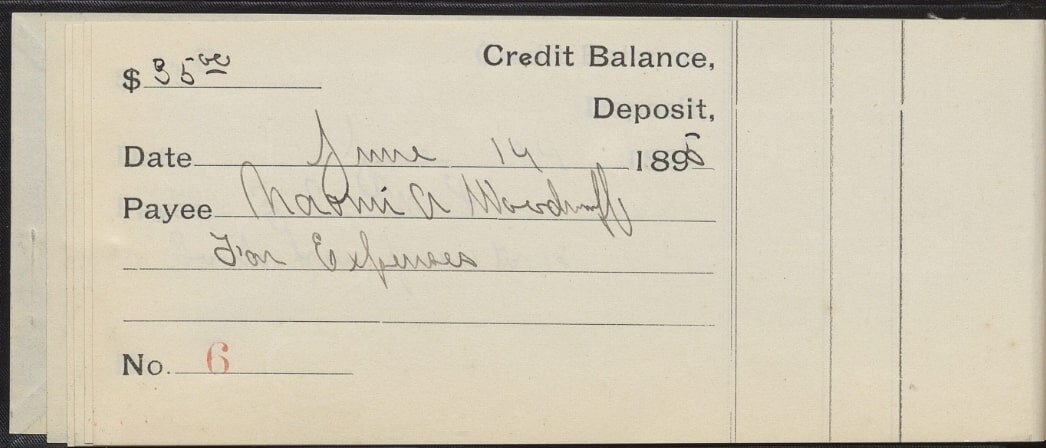 Credit Balance,
$ 35 00
Deposit,
Date June 14 1895
Payee Naomi A Woodruff
For Expenses
No. 6